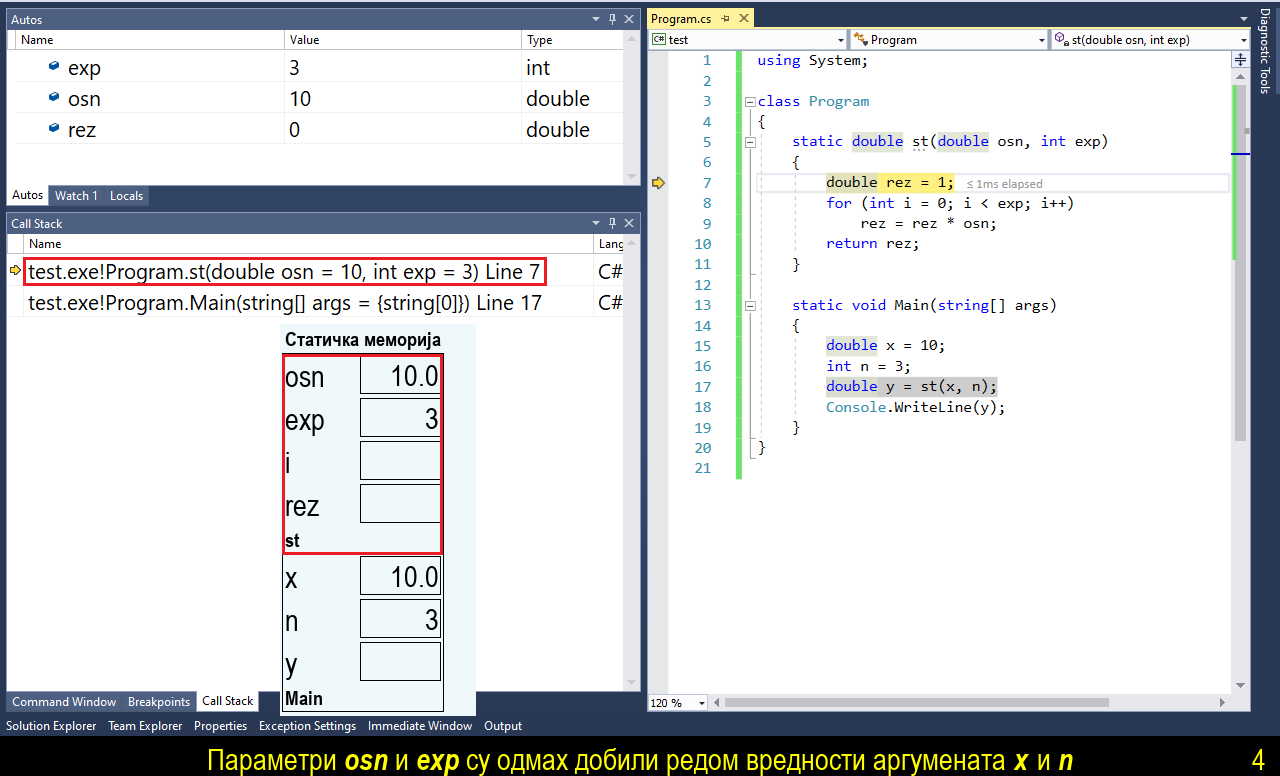 Autos
Name Value Type
exp 3 int
osn 10 double
rez 0 double
Autos Watch 1 Locals
Call Stack
Name Lang
test.exe!Program.st(double osn = 10, int exp = 3) Line 7 C#
test.exe!Program.Main(string[] args = {string[0]}) Line 17 C#
Статичка меморија
osn 10.0
exp 3
i
rez
st
x 10.0
n 3
y
Main
Command Window Breakpoints Call Stack
Solution Explorer Team Explorer Properties Exception Settings Immediate Window Output
Program.cs
C# test Program st(double osn, int exp)
1 using System;
2
3 class Program
4 {
5 static double st(double osn, int exp)
6 {
7 double rez = 1; ≤ 1ms elapsed
8 for (int i = 0; i < exp; i++)
9 rez = rez * osn;
10 return rez;
11 }
12
13 static void Main(string[] args)
14 {
15 double x = 10;
16 int n = 3;
17 double y = st(x, n);
18 Console.WriteLine(y);
19 }
20 }
21
120 %
Diagnostic Tools
Параметри osn и exp су одмах добили редом вредности аргумената x и n 4